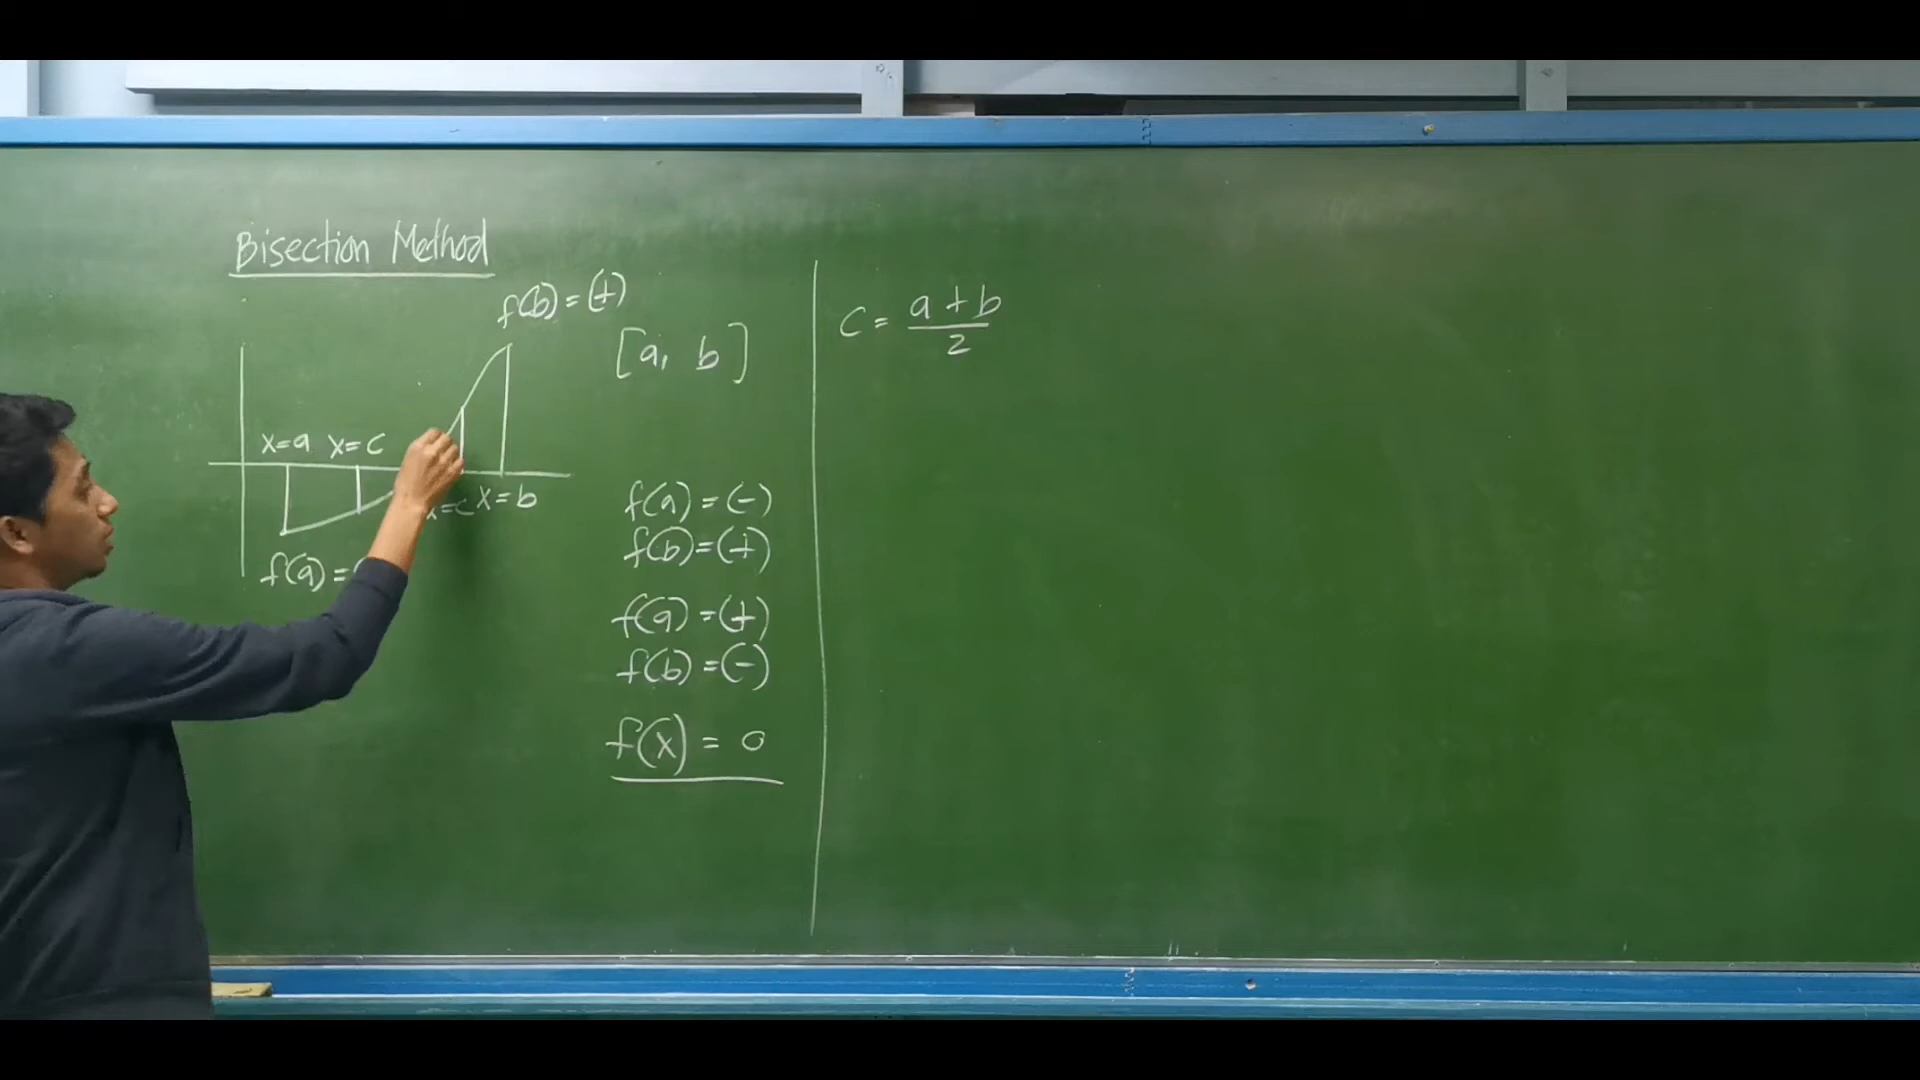 Bisection Method
f(b) = (+)
[a, b]
x=a x=c
x=c x=b
f(a)=
f(a) = (-)
f(b)=(+)
f(a) =(+)
f(b) =(-)
f(x) = 0
c = a + b
2